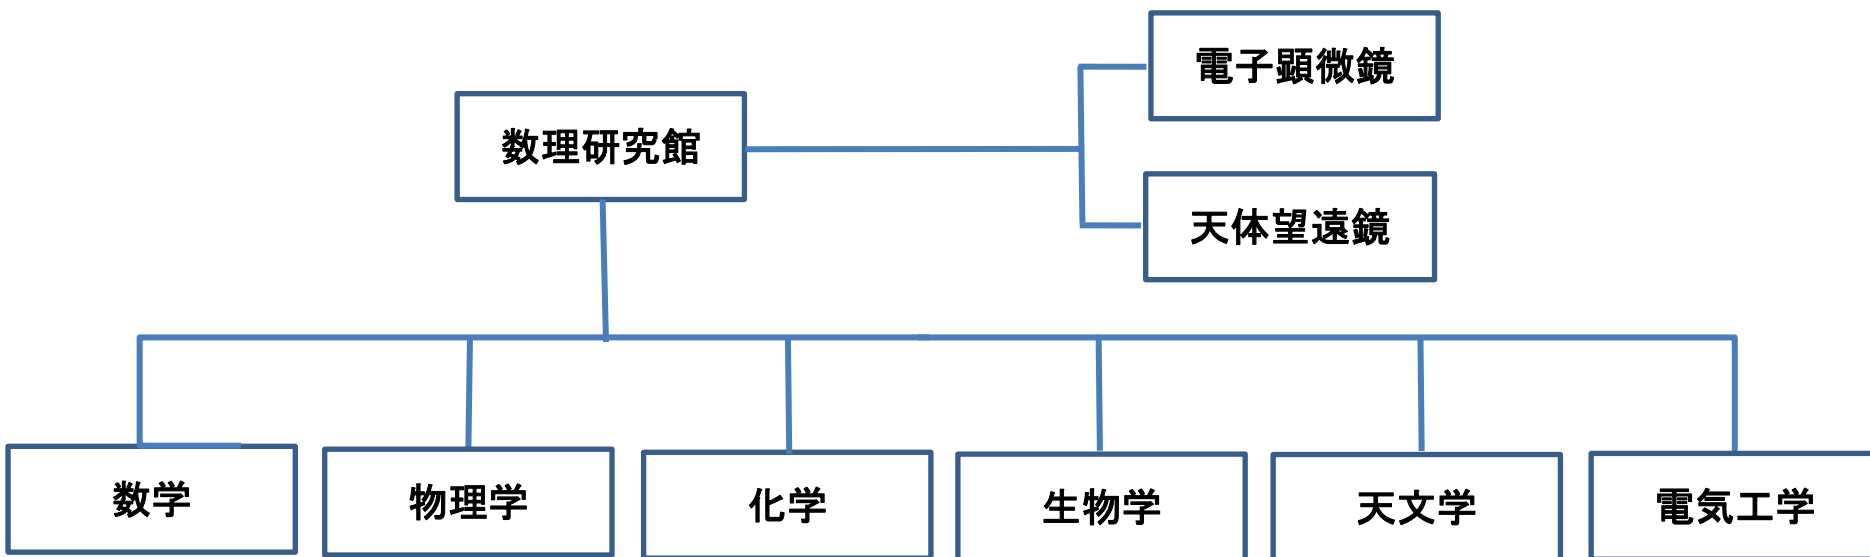 電子顕微鏡
数理研究館
天体望遠鏡
数学
物理学
化学
生物学
天文学
電気工学